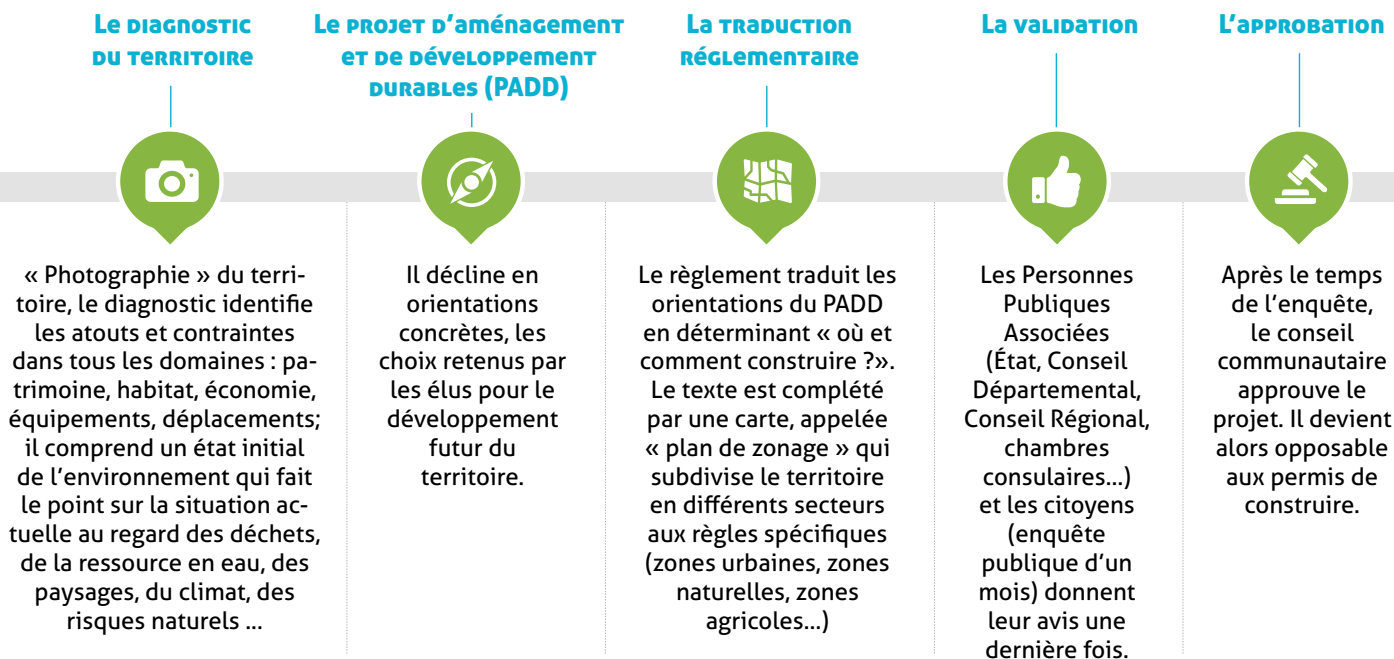 Le diagnostic
du territoire
« Photographie » du terri-
toire, le diagnostic identifie
les atouts et contraintes
dans tous les domaines : pa-
trimoine, habitat, économie,
équipements, déplacements;
il comprend un état initial
de l'environnement qui fait
le point sur la situation ac-
tuelle au regard des déchets,
de la ressource en eau, des
paysages, du climat, des
risques naturels ...
Le projet d'aménagement
et de développement
durables (PADD)
Il décline en
orientations
concrètes, les
choix retenus par
les élus pour le
développement
futur du
territoire.
La traduction
réglementaire
Le règlement traduit les
orientations du PADD
en déterminant « où et
comment construire ?».
Le texte est complété
par une carte, appelée
« plan de zonage » qui
subdivise le territoire
en différents secteurs
aux règles spécifiques
(zones urbaines, zones
naturelles, zones
agricoles...)
La validation
Les Personnes
Publiques
Associées
(État, Conseil
Départemental,
Conseil Régional,
chambres
consulaires...)
et les citoyens
(enquête
publique d'un
mois) donnent
leur avis une
dernière fois.
L'approbation
Après le temps
de l'enquête,
le conseil
communautaire
approuve le
projet. Il devient
alors opposable
aux permis de
construire.